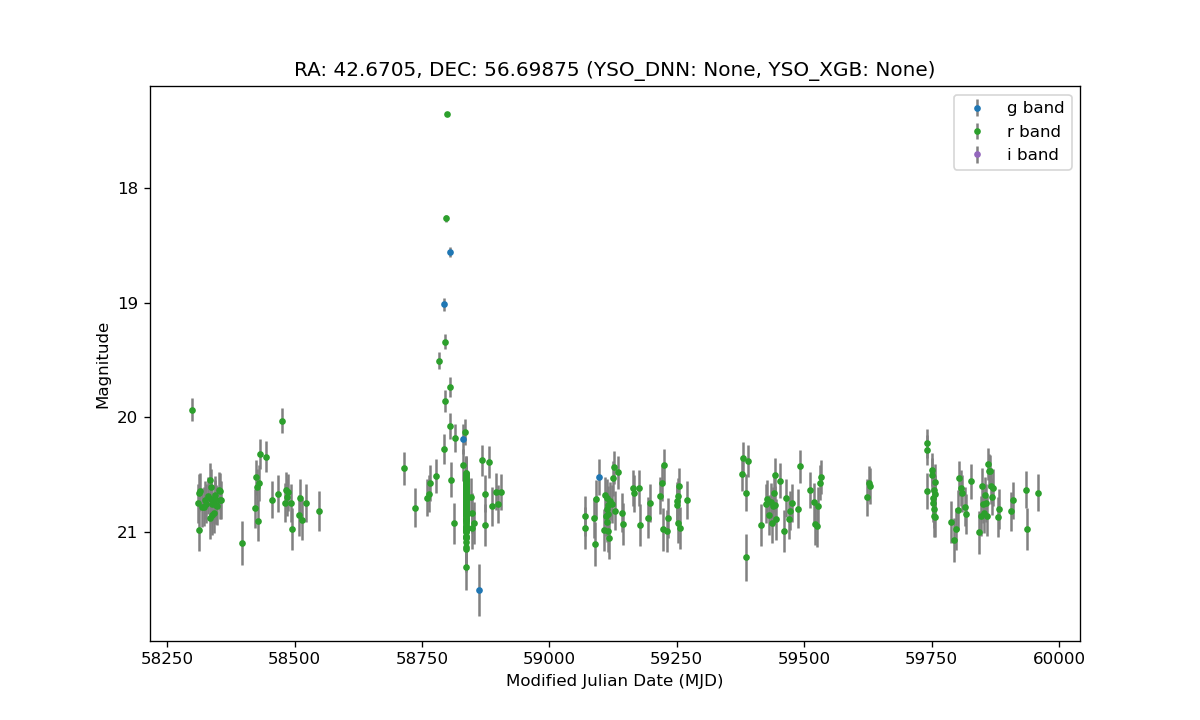 RA: 42.6705, DEC: 56.69875 (YSO_DNN: None, YSO_XGB: None)
g band
r band
i band
18
19
20
21
Magnitude
58250 58500 58750 59000 59250 59500 59750 60000
Modified Julian Date (MJD)